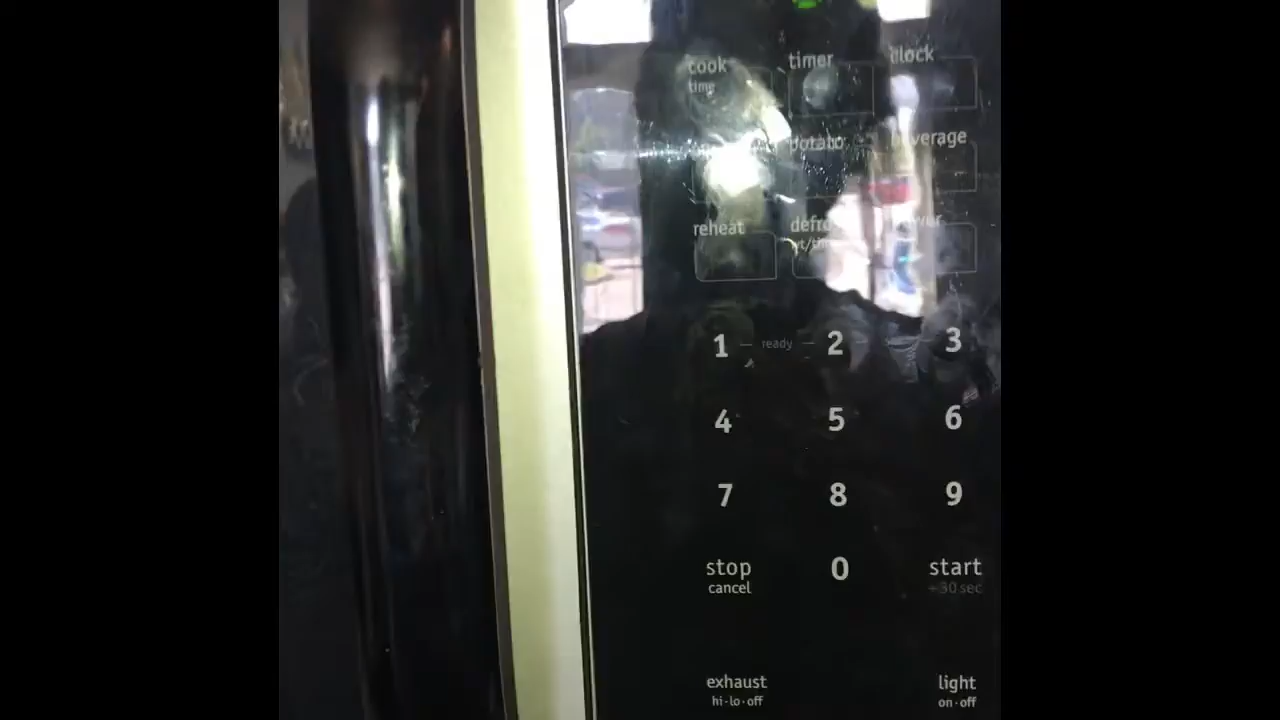 cook timer clock
time
potato beverage
reheat power
1 ready 2 3
4 5 6
7 8 9
stop 0 start
cancel +30 sec
exhaust light
hi·lo·off on·off